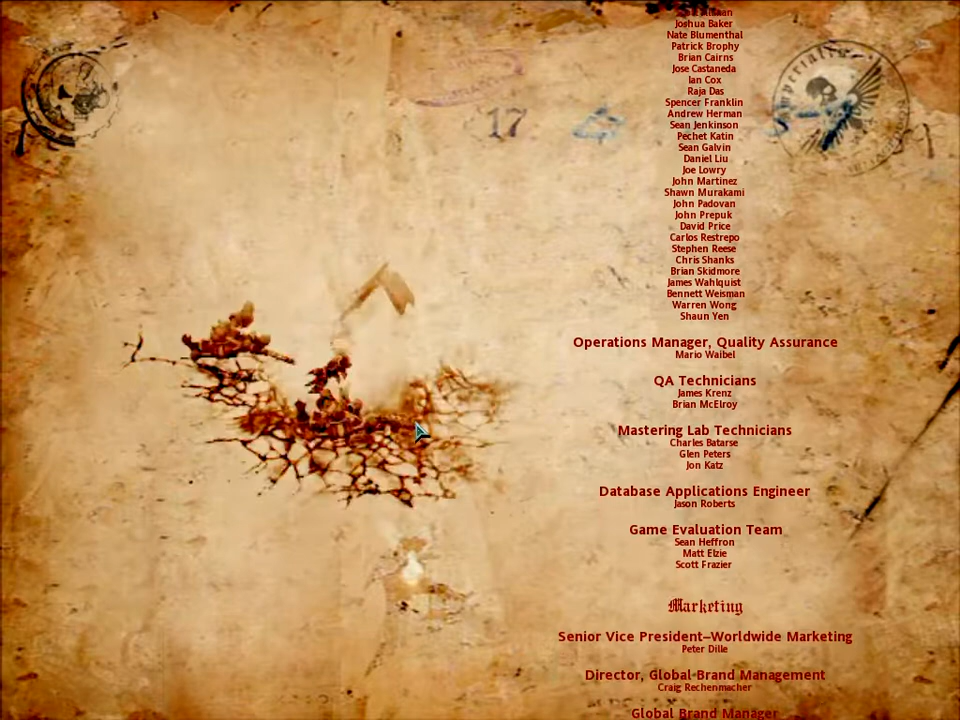 17
Joshua Baker
Nate Blumenthal
Patrick Brophy
Brian Cairns
Jose Castaneda
Ian Cox
Raja Das
Spencer Franklin
Andrew Herman
Sean Jenkinson
Pechet Katin
Sean Galvin
Daniel Liu
Joe Lowry
John Martinez
Shawn Murakami
John Padovan
John Prepuk
David Price
Carlos Restrepo
Stephen Reese
Chris Shanks
Brian Skidmore
James Wahlquist
Bennett Weisman
Warren Wong
Shaun Yen
Operations Manager, Quality Assurance
Mario Waibel
QA Technicians
James Krenz
Brian McElroy
Mastering Lab Technicians
Charles Batarse
Glen Peters
Jon Katz
Database Applications Engineer
Jason Roberts
Game Evaluation Team
Sean Heffron
Matt Elzie
Scott Frazier
Marketing
Senior Vice President–Worldwide Marketing
Peter Dille
Director, Global Brand Management
Craig Rechenmacher
Global Brand Manager